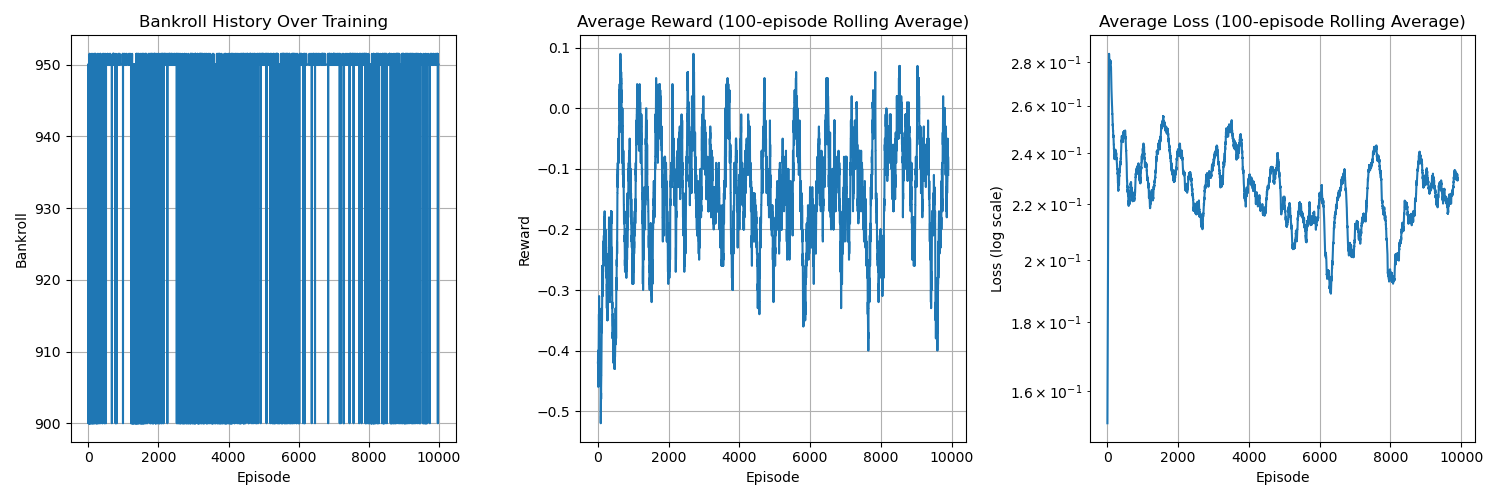 Bankroll History Over Training
950
940
930
920
910
900
Bankroll
0 2000 4000 6000 8000 10000
Episode
Average Reward (100-episode Rolling Average)
0.1
0.0
−0.1
−0.2
−0.3
−0.4
−0.5
Reward
0 2000 4000 6000 8000 10000
Episode
Average Loss (100-episode Rolling Average)
2.8 × 10⁻¹
2.6 × 10⁻¹
2.4 × 10⁻¹
2.2 × 10⁻¹
2 × 10⁻¹
1.8 × 10⁻¹
1.6 × 10⁻¹
Loss (log scale)
0 2000 4000 6000 8000 10000
Episode